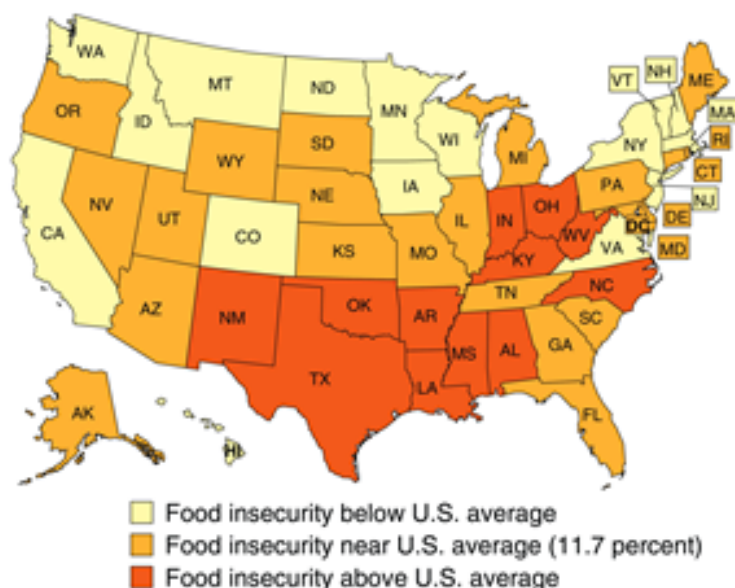 WA
MT
ND
MN
VT
NH
ME
OR
ID
WY
SD
WI
NY
MA
RI
MI
CT
NV
UT
CO
NE
IA
IL
IN
OH
PA
NJ
CA
KS
MO
WV
VA
DC
DE
MD
KY
AZ
NM
OK
AR
TN
NC
SC
TX
LA
MS
AL
GA
AK
HI
FL
Food insecurity below U.S. average
Food insecurity near U.S. average (11.7 percent)
Food insecurity above U.S. average